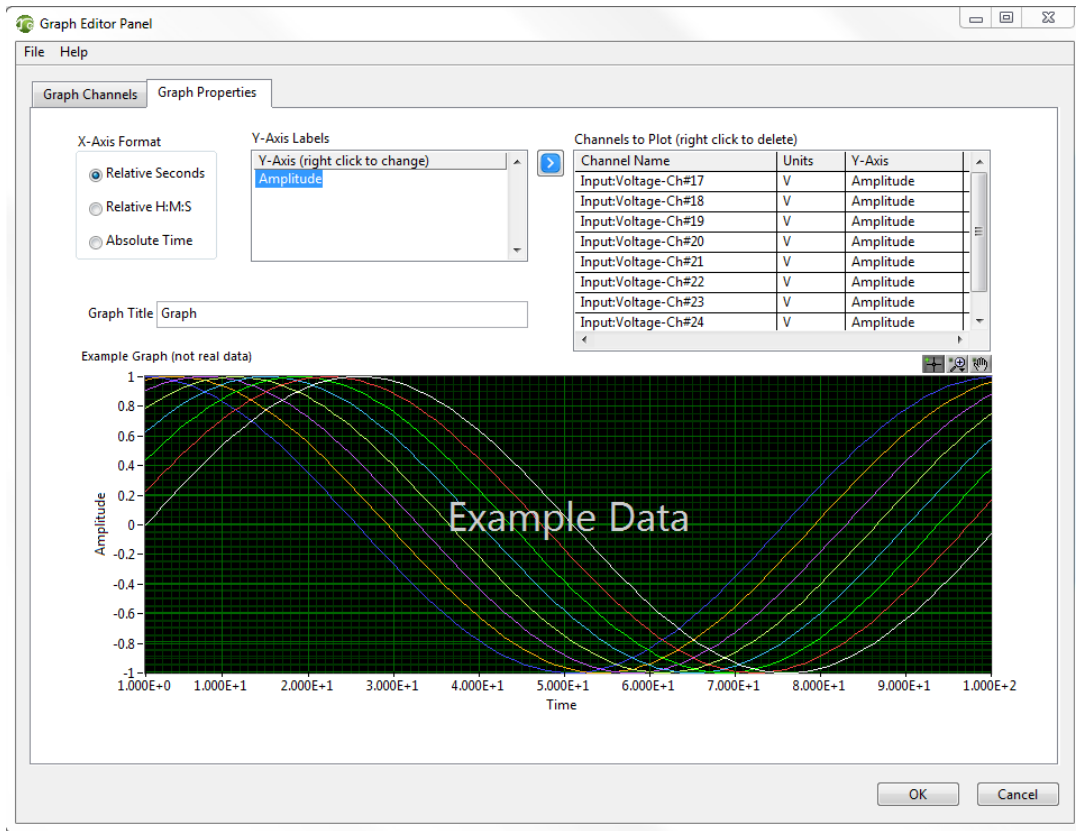 Graph Editor Panel
File Help
Graph Channels Graph Properties
X-Axis Format
Relative Seconds
Relative H:M:S
Absolute Time
Y-Axis Labels
Y-Axis (right click to change)
Amplitude
Channels to Plot (right click to delete)
Channel Name Units Y-Axis
Input:Voltage-Ch#17 V Amplitude
Input:Voltage-Ch#18 V Amplitude
Input:Voltage-Ch#19 V Amplitude
Input:Voltage-Ch#20 V Amplitude
Input:Voltage-Ch#21 V Amplitude
Input:Voltage-Ch#22 V Amplitude
Input:Voltage-Ch#23 V Amplitude
Input:Voltage-Ch#24 V Amplitude
Graph Title Graph
Example Graph (not real data)
1
0.8
0.6
0.4
0.2
0
-0.2
-0.4
-0.6
-0.8
-1
Amplitude
Example Data
1.000E+0 1.000E+1 2.000E+1 3.000E+1 4.000E+1 5.000E+1 6.000E+1 7.000E+1 8.000E+1 9.000E+1 1.000E+2
Time
OK Cancel